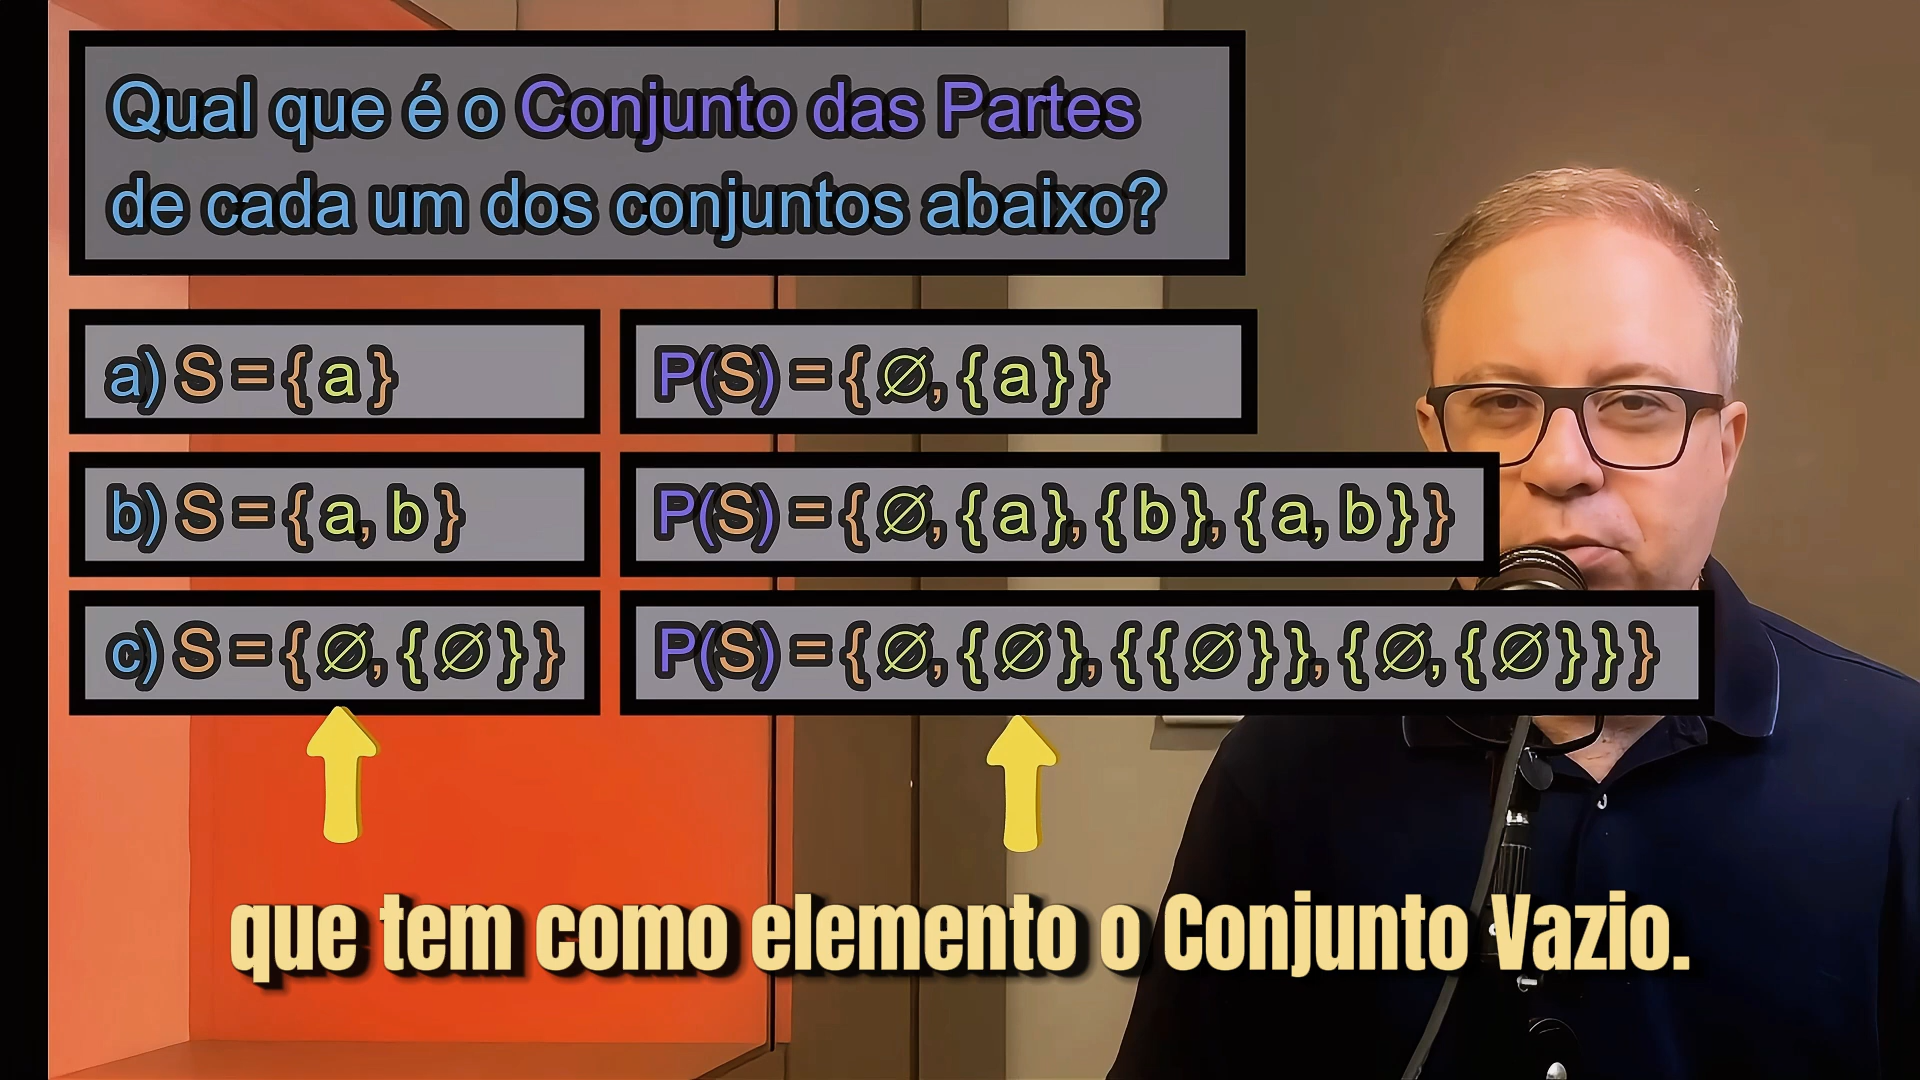 Qual que é o Conjunto das Partes
de cada um dos conjuntos abaixo?
a) S = { a }
P(S) = { ∅, { a } }
b) S = { a, b }
P(S) = { ∅, { a }, { b }, { a, b } }
c) S = { ∅, { ∅ } }
P(S) = { ∅, { ∅ }, { { ∅ } }, { ∅, { ∅ } } }
que tem como elemento o Conjunto Vazio.